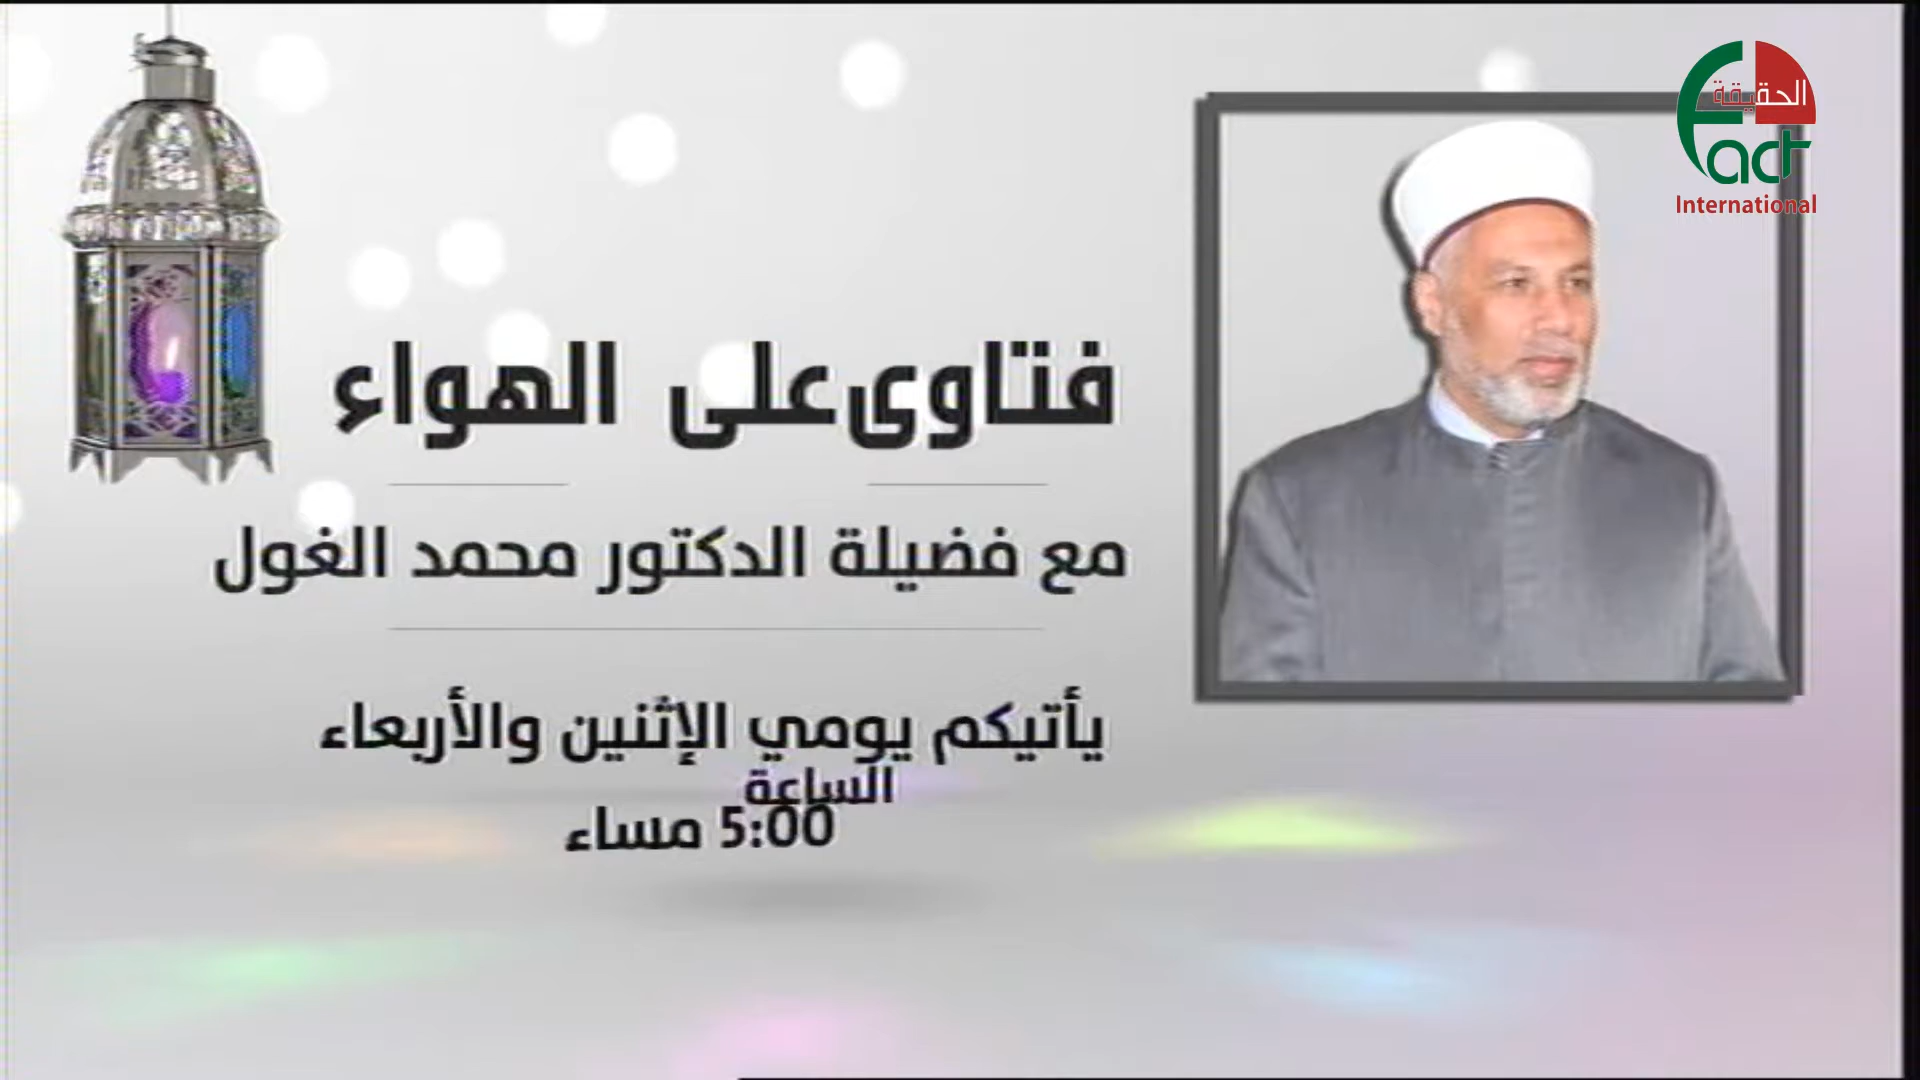 الحقيقة
Fact
International
فتاوى على الهواء
مع فضيلة الدكتور محمد الغول
يأتيكم يومي الإثنين والأربعاء
الساعة
5:00 مساء